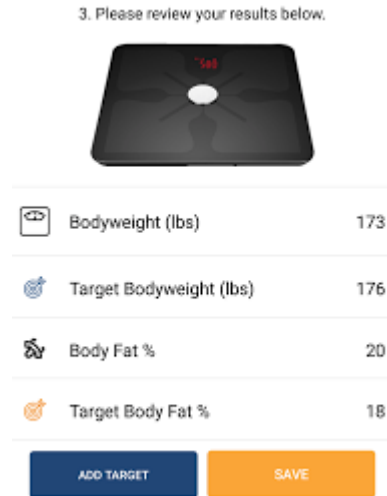 3. Please review your results below.
Bodyweight (lbs) 173
Target Bodyweight (lbs) 176
Body Fat % 20
Target Body Fat % 18
ADD TARGET SAVE